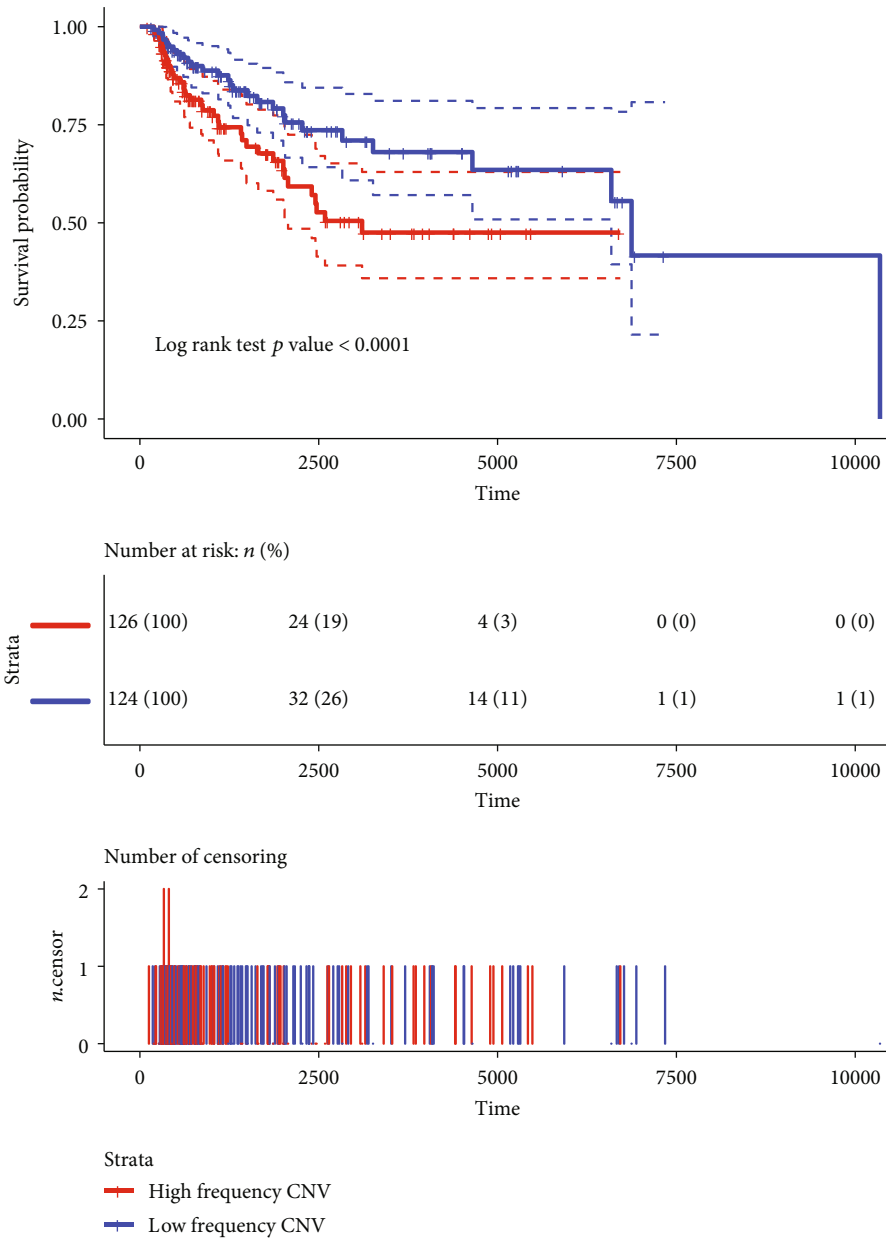 1.00
0.75
0.50
0.25
0.00
Survival probability
Log rank test p value < 0.0001
0 2500 5000 7500 10000
Time
Number at risk: n (%)
Strata
126 (100) 24 (19) 4 (3) 0 (0) 0 (0)
124 (100) 32 (26) 14 (11) 1 (1) 1 (1)
0 2500 5000 7500 10000
Time
Number of censoring
2
1
0
n.censor
0 2500 5000 7500 10000
Time
Strata
High frequency CNV
Low frequency CNV